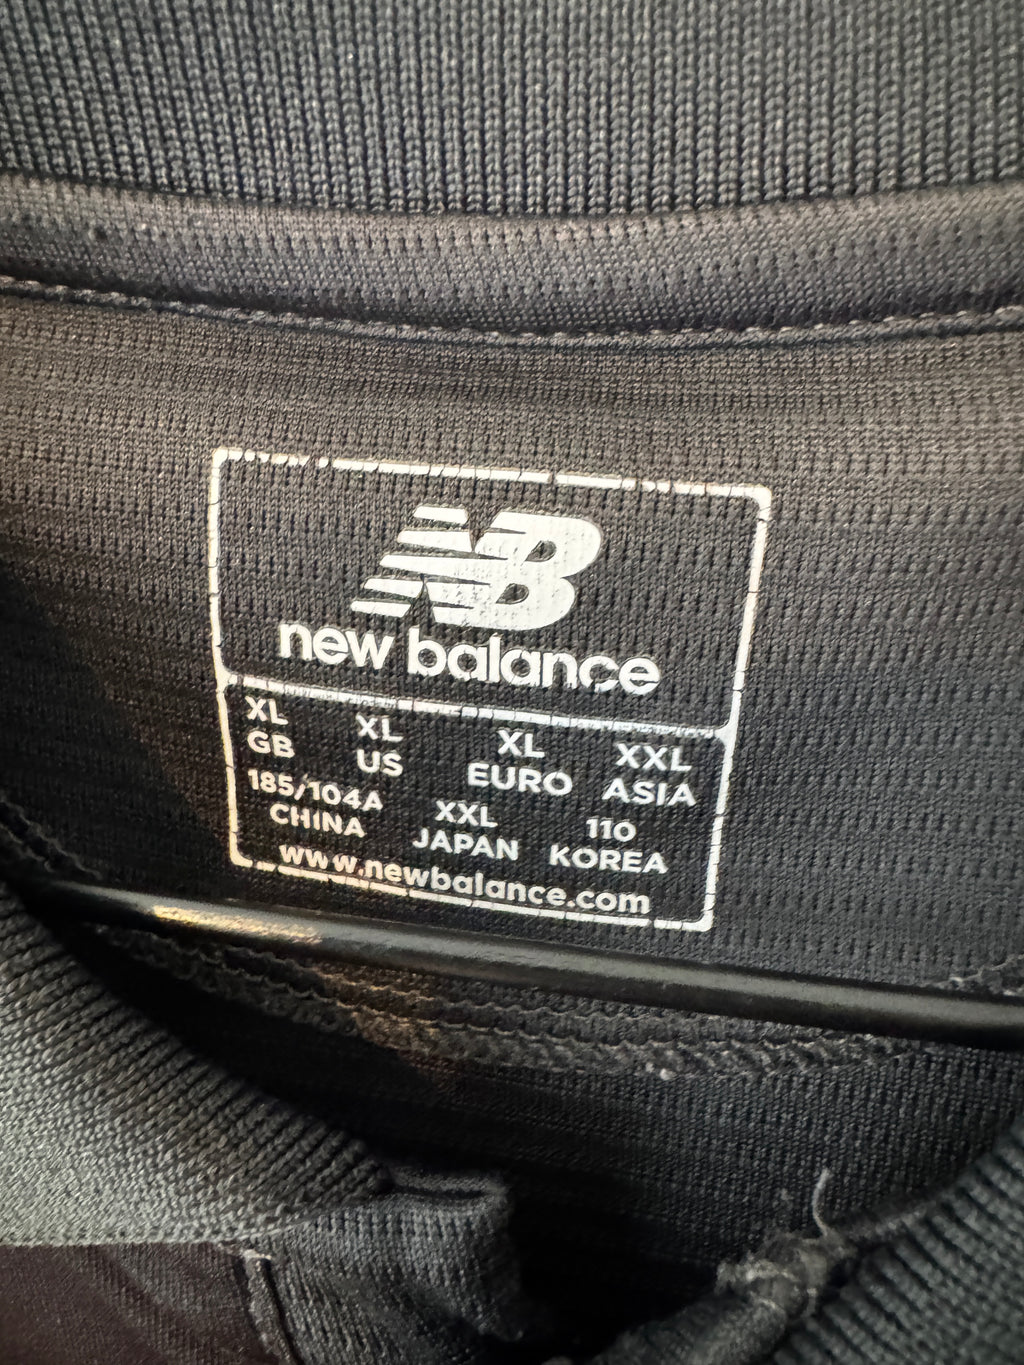 NB
new balance
XL XL XL XXL
GB US EURO ASIA
185/104A XXL 110
CHINA JAPAN KOREA
www.newbalance.com